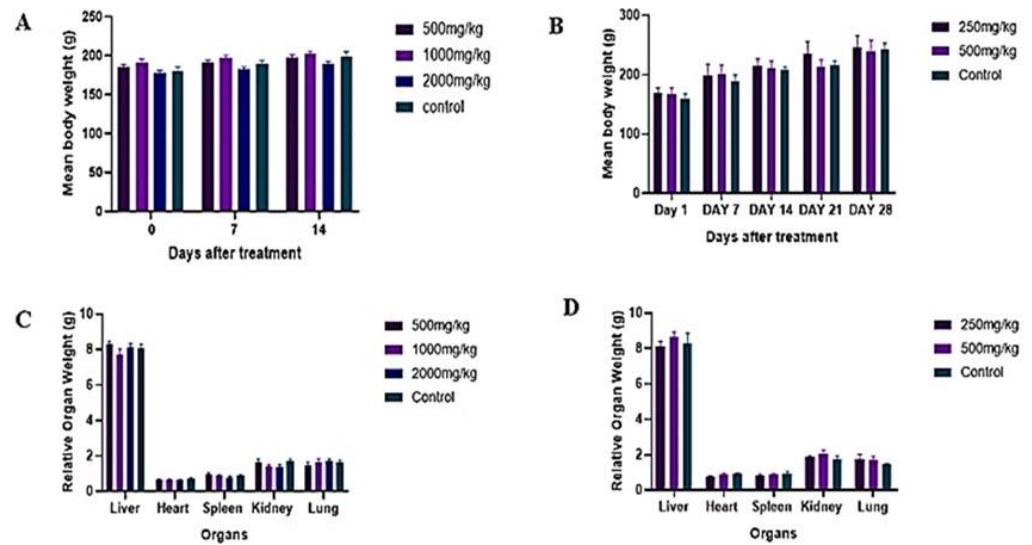 A
Mean body weight (g)
250
200
150
100
50
0
0 7 14
Days after treatment
500mg/kg
1000mg/kg
2000mg/kg
control
B
Mean body weight (g)
300
200
100
0
Day 1 DAY 7 DAY 14 DAY 21 DAY 28
Days after treatment
250mg/kg
500mg/kg
Control
C
Relative Organ Weight (g)
10
8
6
4
2
0
Liver Heart Spleen Kidney Lung
Organs
500mg/kg
1000mg/kg
2000mg/kg
Control
D
Relative Organ Weight (g)
10
8
6
4
2
0
Liver Heart Spleen Kidney Lung
Organs
250mg/kg
500mg/kg
Control